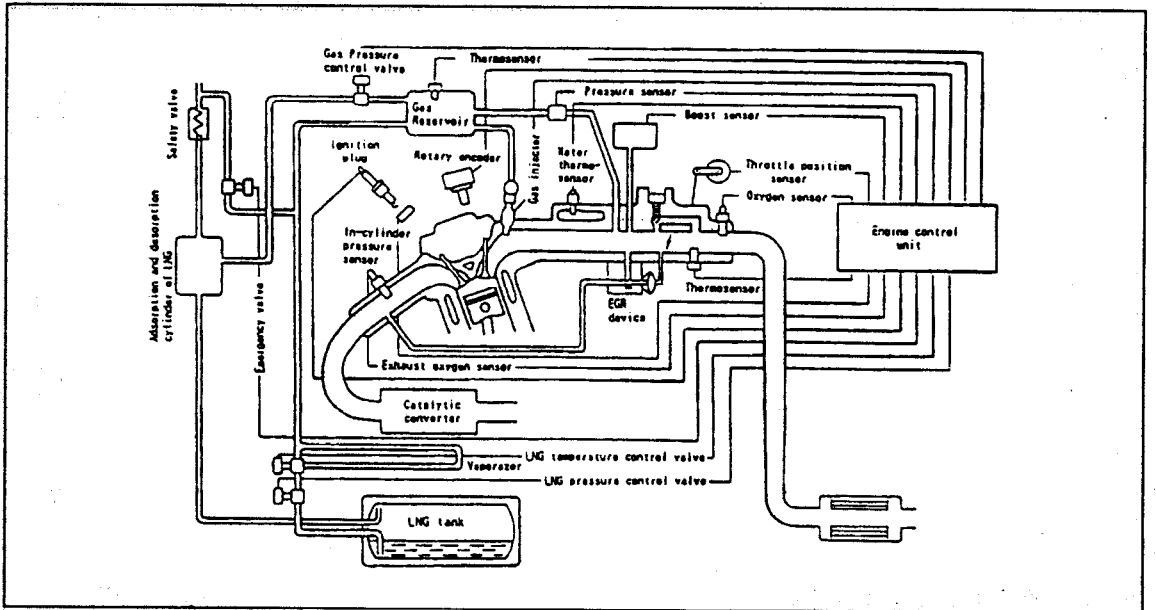 Gas Pressure
control valve
Thermosensor
Pressure sensor
Boost sensor
Safety valve
Gas
Reservoir
Ignition
plug
Rotary encoder
Gas injector
Water
thermo-
sensor
Throttle position
sensor
Oxygen sensor
Engine control
unit
In-cylinder
pressure
sensor
Adsorption and desorption
cylinder of LNG
Emergency valve
Thermosensor
EGR
device
Exhaust oxygen sensor
Catalytic
converter
LNG temperature control valve
Vaporazer
LNG pressure control valve
LNG tank